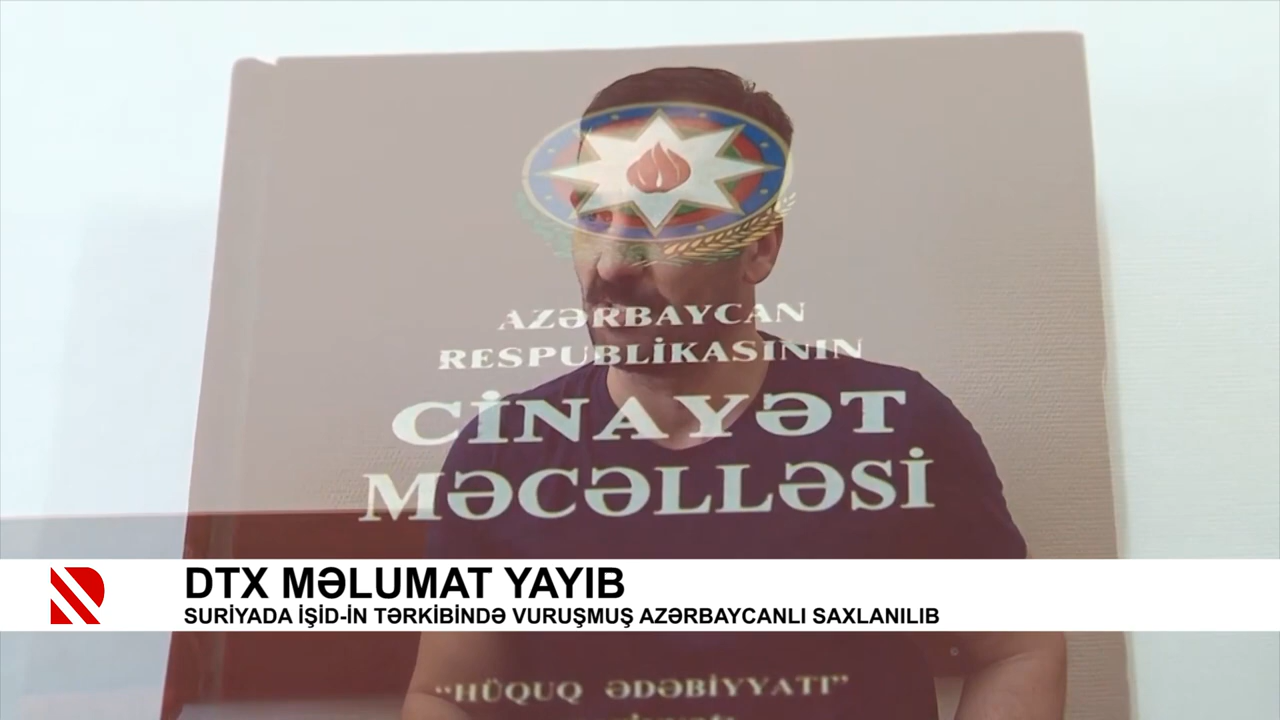 AZƏRBAYCAN
RESPUBLİKASININ
CİNAYƏT
MƏCƏLLƏSİ
DTX MƏLUMAT YAYIB
SURİYADA İŞİD-İN TƏRKİBİNDƏ VURUŞMUŞ AZƏRBAYCANLI SAXLANILIB
"HÜQUQ ƏDƏBİYYATI"